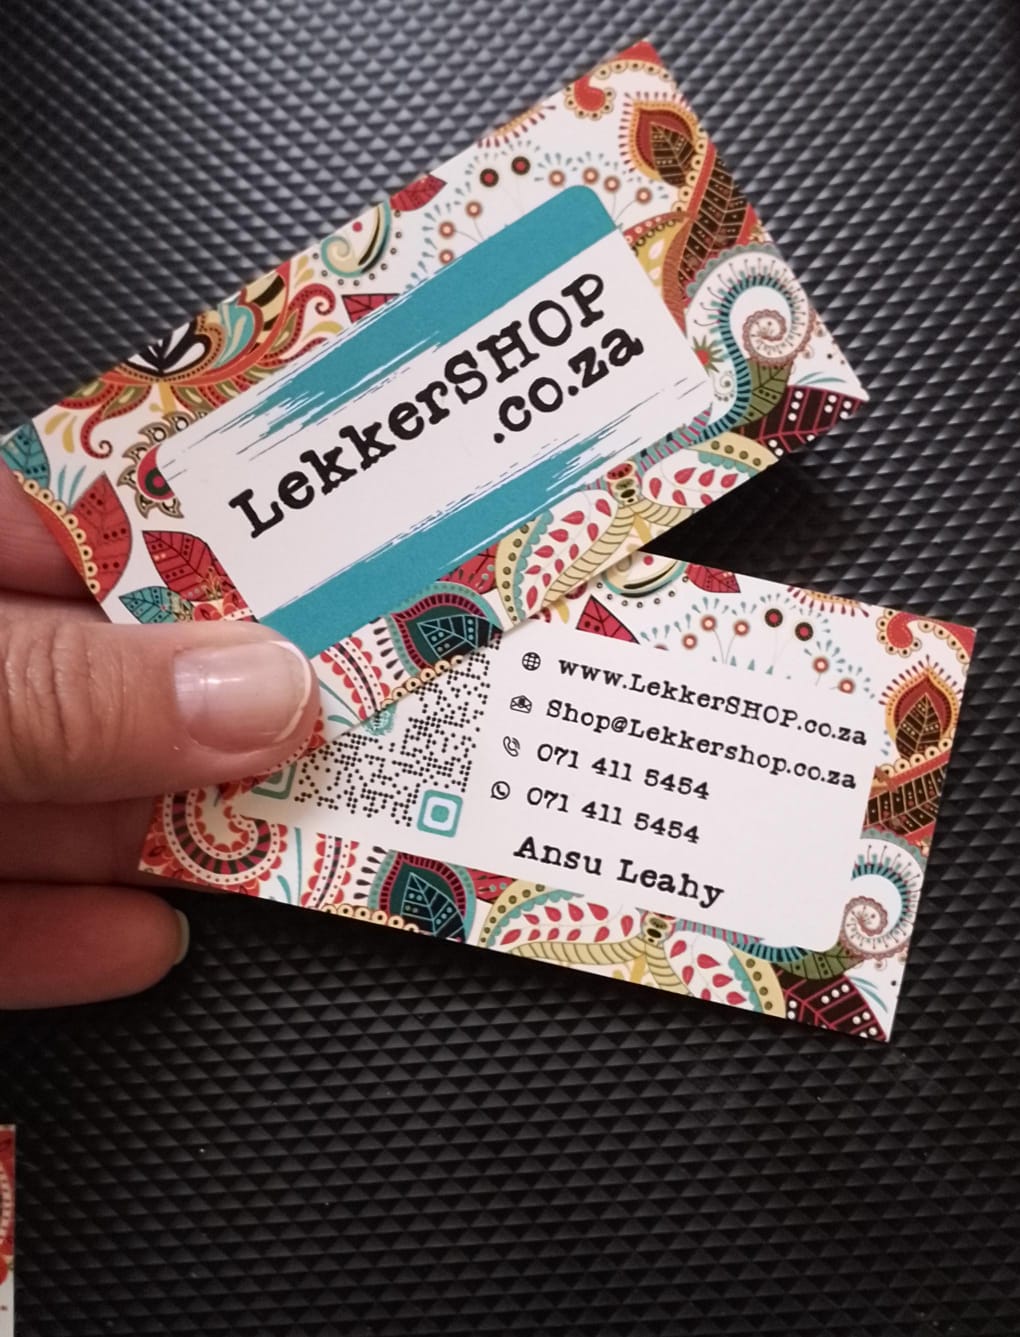 LekkerSHOP
.co.za
www.LekkerSHOP.co.za
Shop@Lekkershop.co.za
071 411 5454
071 411 5454
Ansu Leahy